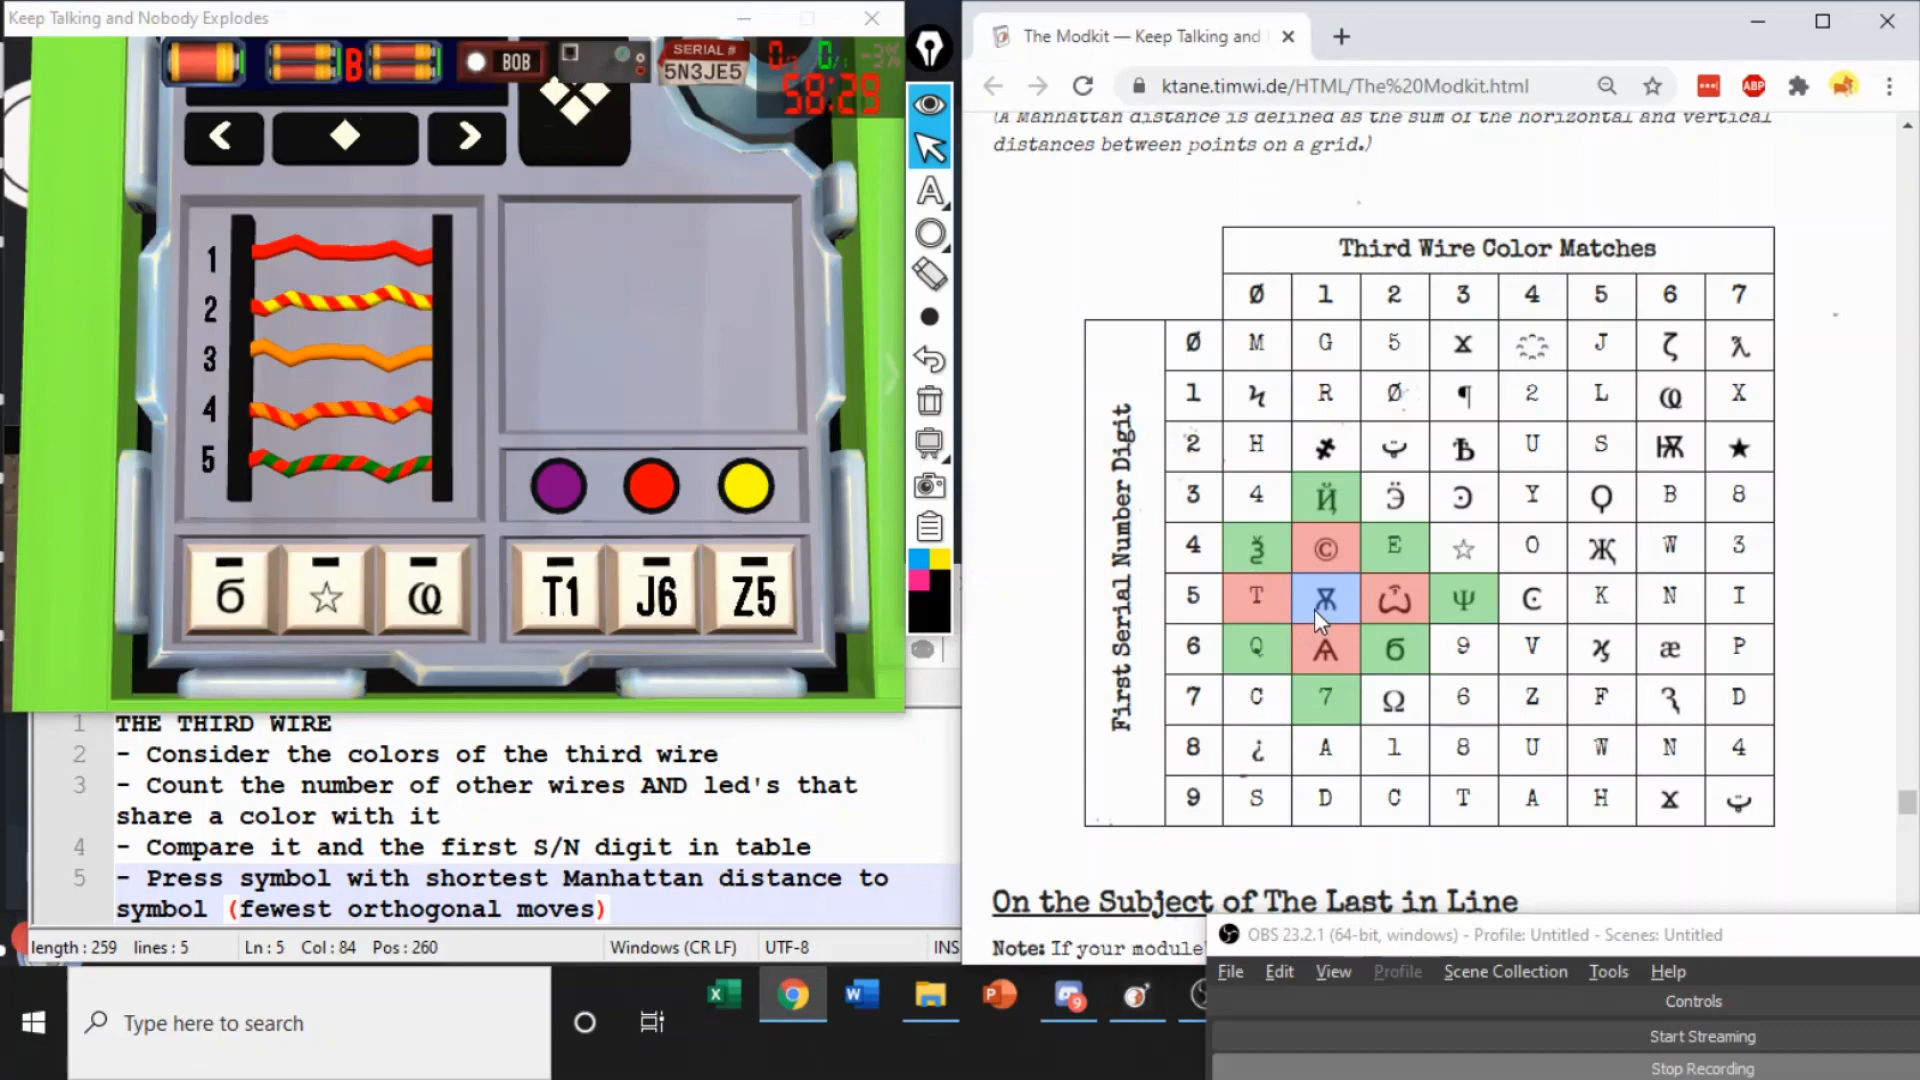 Keep Talking and Nobody Explodes
B
BOB
SERIAL #
5N3JE5
-3%
58:29
1
2
3
4
5
б ☆ Ҩ
T1 J6 Z5
1 THE THIRD WIRE
2 - Consider the colors of the third wire
3 - Count the number of other wires AND led's that
share a color with it
4 - Compare it and the first S/N digit in table
5 - Press symbol with shortest Manhattan distance to
symbol (fewest orthogonal moves)
length : 259 lines : 5 Ln : 5 Col : 84 Pos : 260 Windows (CR LF) UTF-8 INS
Type here to search
The Modkit — Keep Talking and
ktane.timwi.de/HTML/The%20Modkit.html
ABP
(A Manhattan distance is defined as the sum of the horizontal and vertical
distances between points on a grid.)
Third Wire Color Matches
Ø 1 2 3 4 5 6 7
First Serial Number Digit
Ø M G 5 Ϫ ҈ J ζ ƛ
1 Ϟ R Ø ¶ 2 L Ҩ X
2 H ҂ ټ Ѣ U S Ѭ ★
3 4 Ҋ Ӭ Ͽ Y Ϙ B 8
4 Ѯ © E ☆ O Җ W 3
5 T Ѫ Ѽ Ψ Ͼ K N I
6 Q Ѧ б 9 V ϗ æ P
7 C 7 Ω 6 Z F Ԇ D
8 ¿ A 1 8 U W N 4
9 S D C T A H Ϫ ټ
On the Subject of The Last in Line
Note: If your module
OBS 23.2.1 (64-bit, windows) - Profile: Untitled - Scenes: Untitled
File Edit View Profile Scene Collection Tools Help
Controls
Start Streaming
Stop Recording